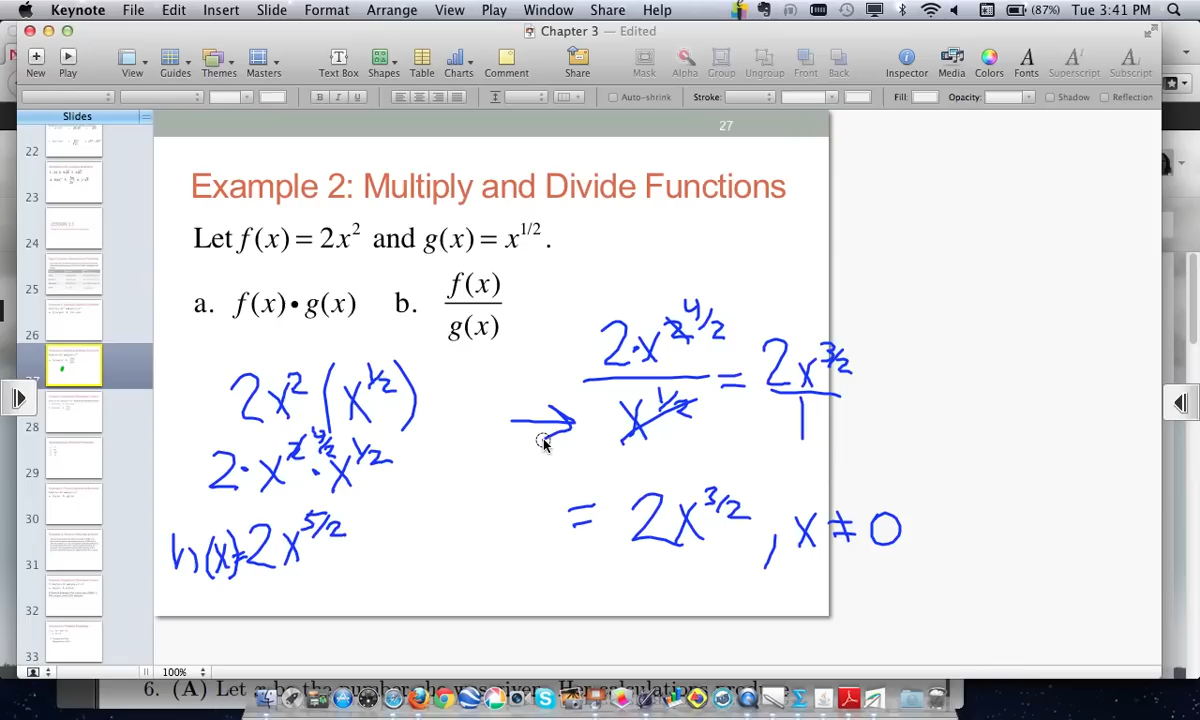 Keynote File Edit Insert Slide Format Arrange View Play Window Share Help (87%) Tue 3:41 PM
Chapter 3 — Edited
New Play View Guides Themes Masters Text Box Shapes Table Charts Comment Share Mask Alpha Group Ungroup Front Back Inspector Media Colors Fonts Superscript Subscript
B I U Auto-shrink Stroke: Fill: Opacity: Shadow Reflection
Slides
27
22
23
24
25
26
27
28
29
30
31
32
33
Example 2: Multiply and Divide Functions
Let f(x) = 2x² and g(x) = x^{1/2}.
a. f(x)•g(x) b. f(x)/g(x)
2x² (x^{1/2})
2·x^{2 4/2}·x^{1/2}
h(x)=2x^{5/2}
→ 2·x^{2 4/2}/x^{1/2} = 2x^{3/2}/1
= 2x^{3/2}, x ≠ 0
100%
6. (A) Let